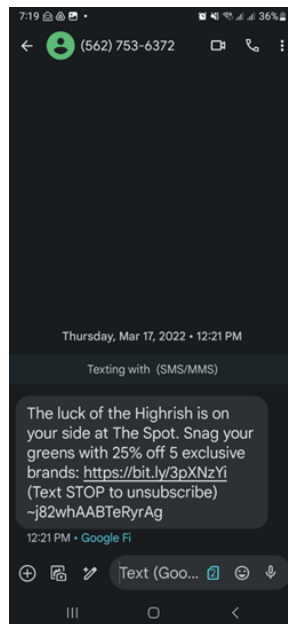 7:19
36%
(562) 753-6372
Thursday, Mar 17, 2022 • 12:21 PM
Texting with (SMS/MMS)
The luck of the Highrish is on
your side at The Spot. Snag your
greens with 25% off 5 exclusive
brands: https://bit.ly/3pXNzYi
(Text STOP to unsubscribe)
~j82whAABTeRyrAg
12:21 PM • Google Fi
Text (Goo... 2